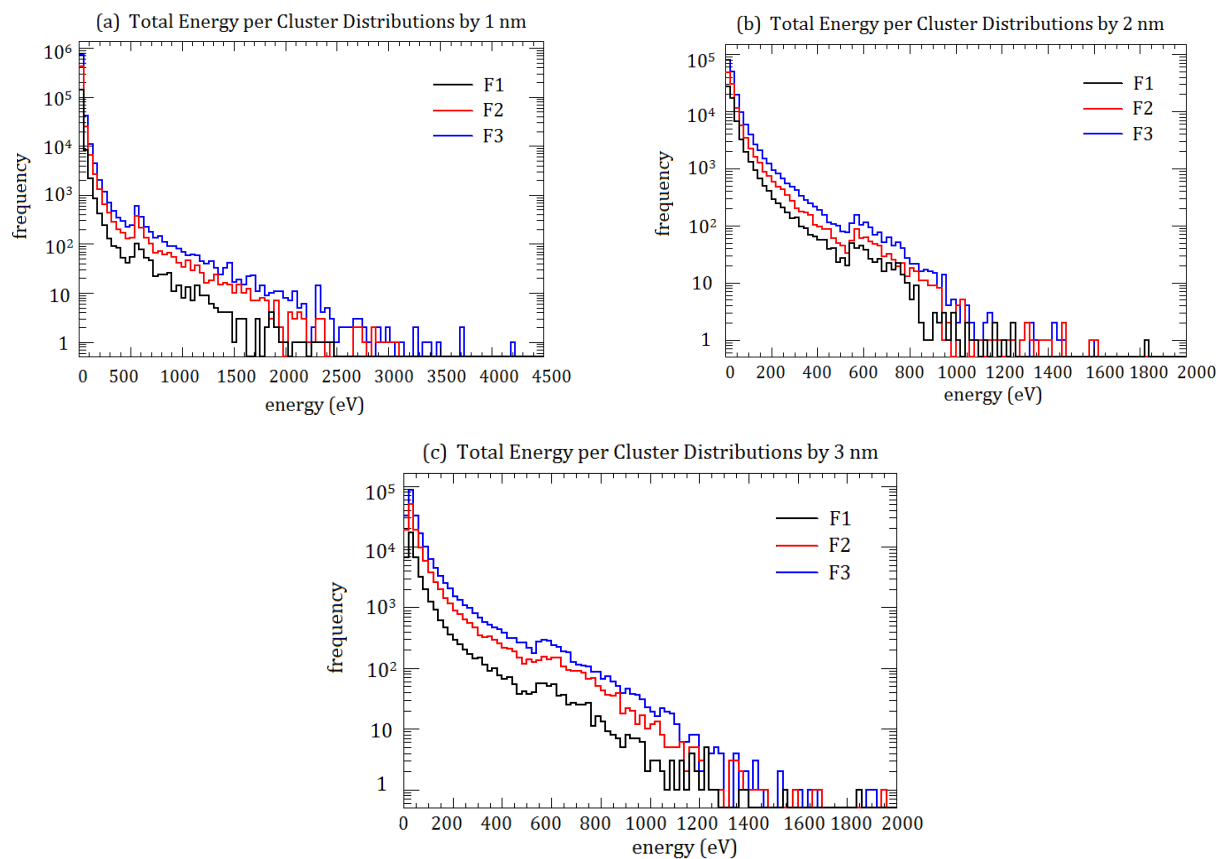 (a) Total Energy per Cluster Distributions by 1 nm
10⁶
10⁵
10⁴
10³
10²
10
1
frequency
F1
F2
F3
0 500 1000 1500 2000 2500 3000 3500 4000 4500
energy (eV)
(b) Total Energy per Cluster Distributions by 2 nm
10⁵
10⁴
10³
10²
10
1
frequency
F1
F2
F3
0 200 400 600 800 1000 1200 1400 1600 1800 2000
energy (eV)
(c) Total Energy per Cluster Distributions by 3 nm
10⁵
10⁴
10³
10²
10
1
frequency
F1
F2
F3
0 200 400 600 800 1000 1200 1400 1600 1800 2000
energy (eV)